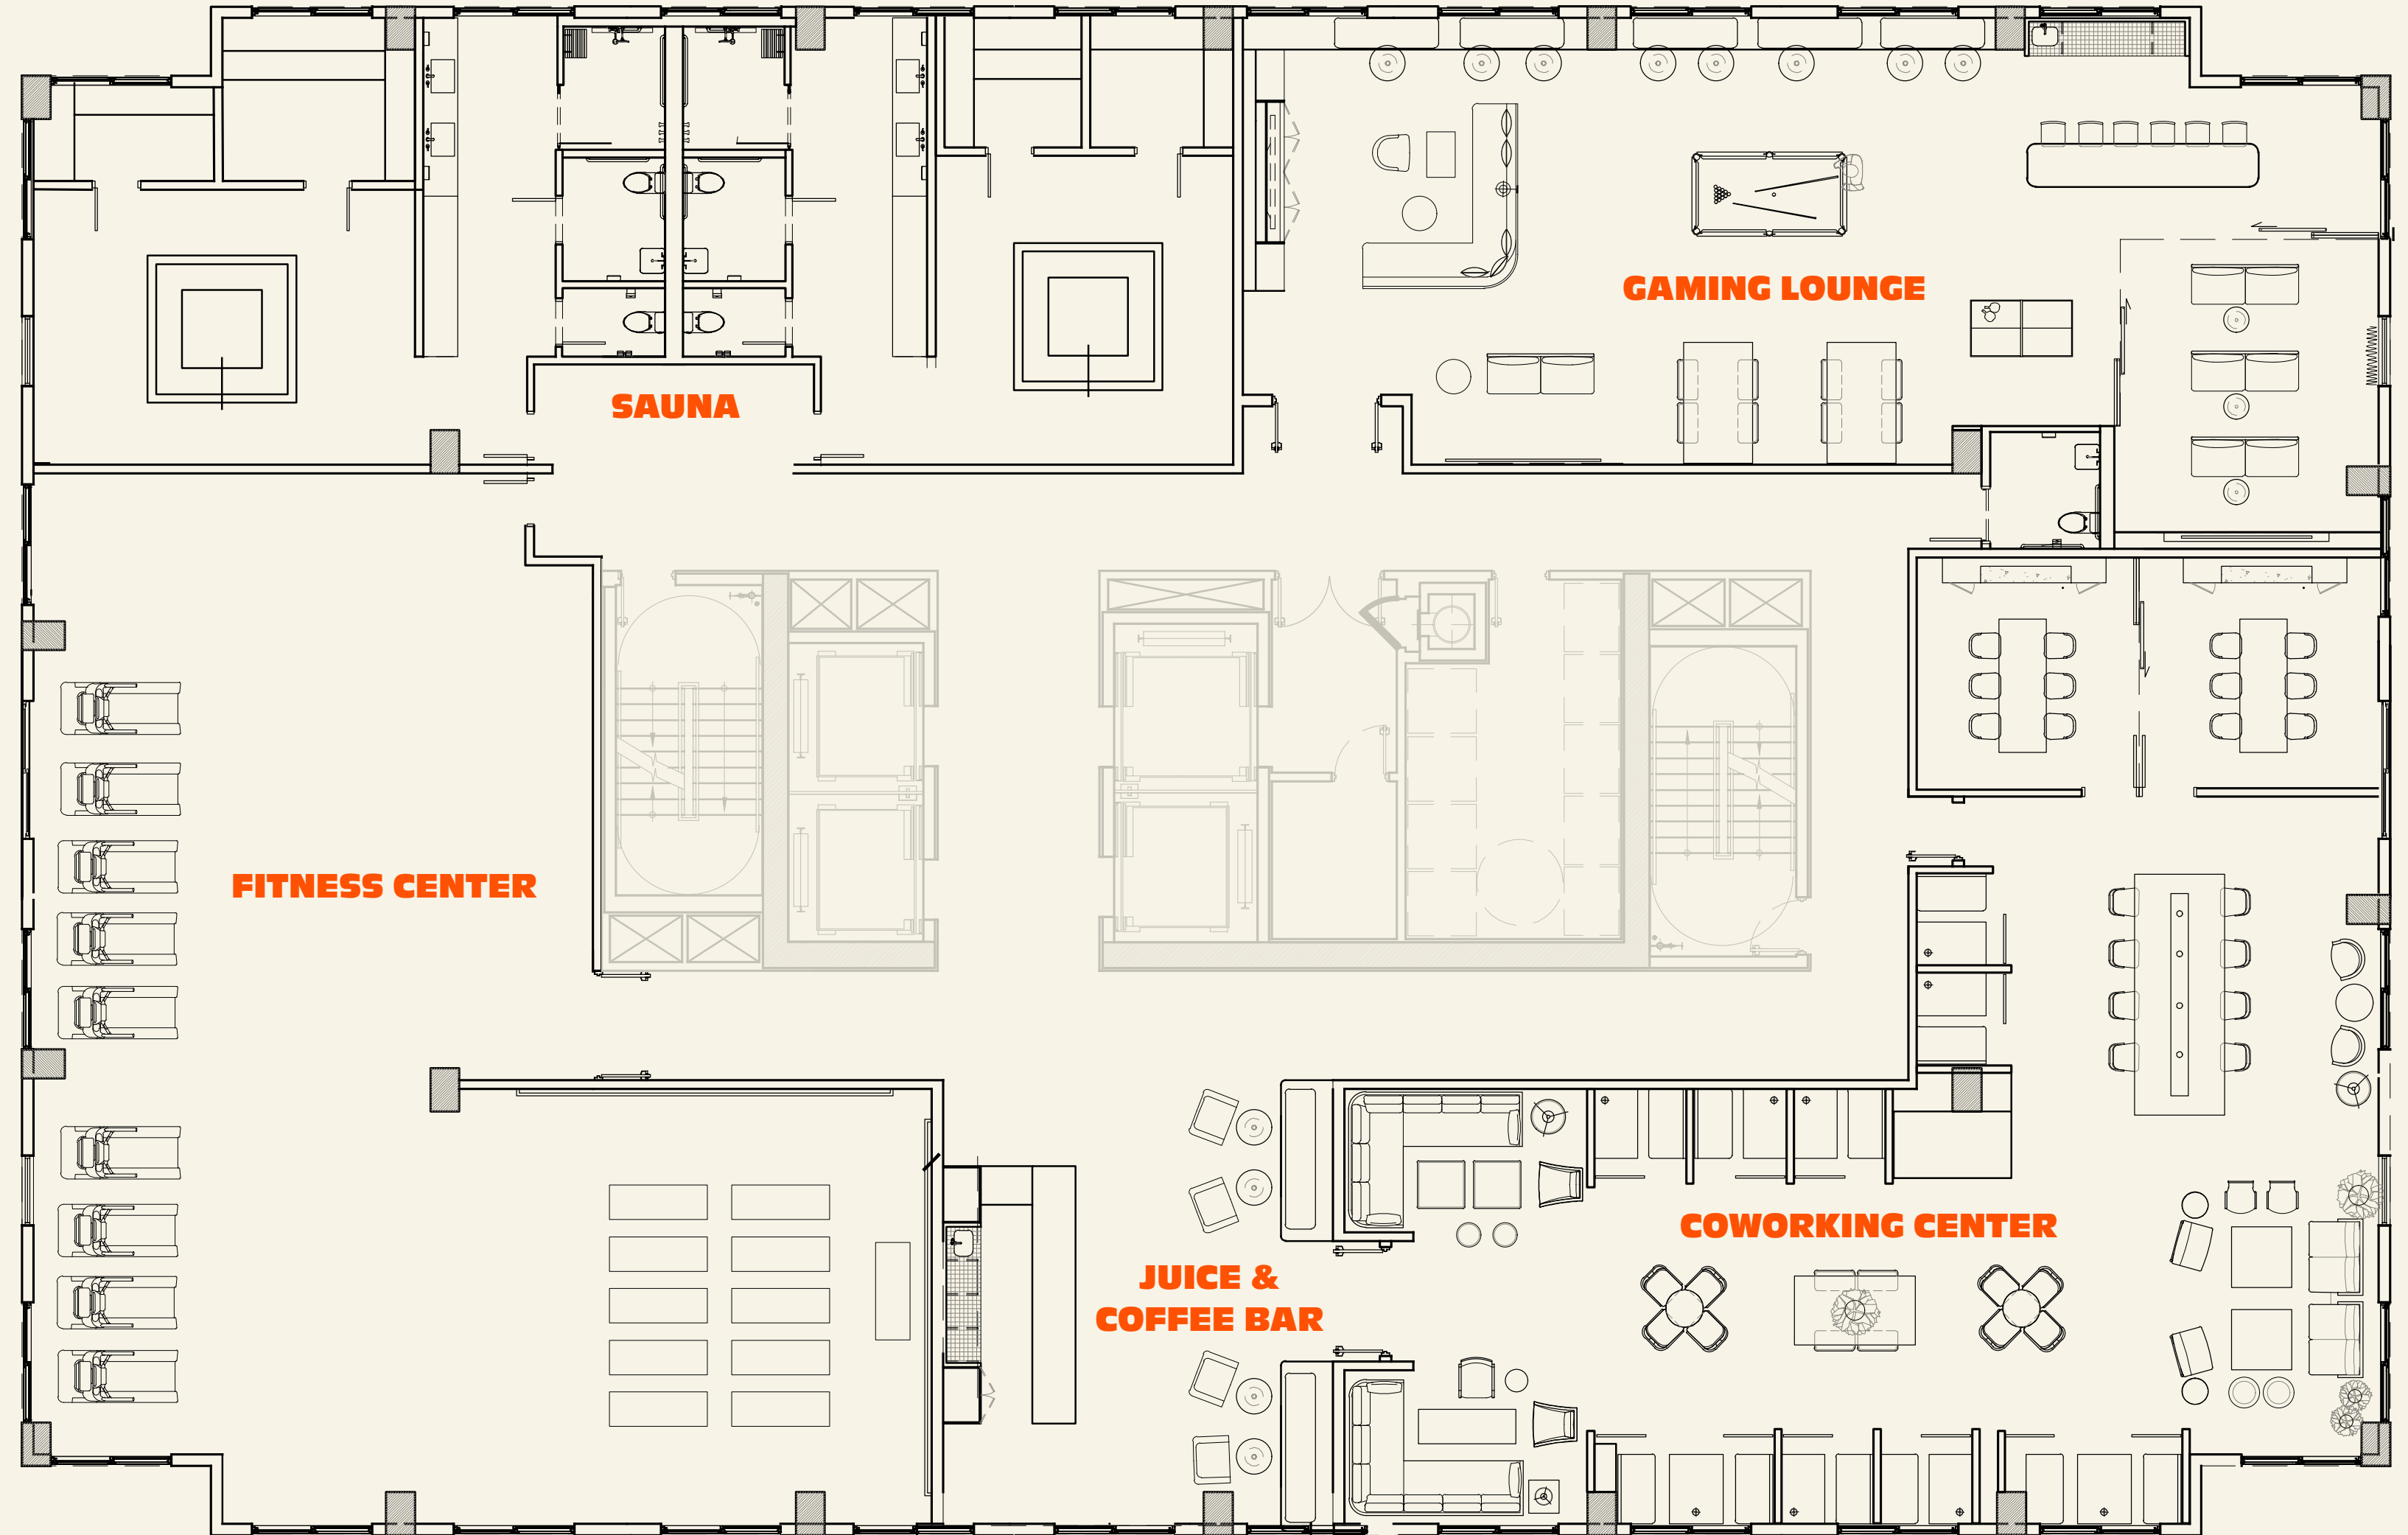 GAMING LOUNGE
SAUNA
FITNESS CENTER
COWORKING CENTER
JUICE &
COFFEE BAR